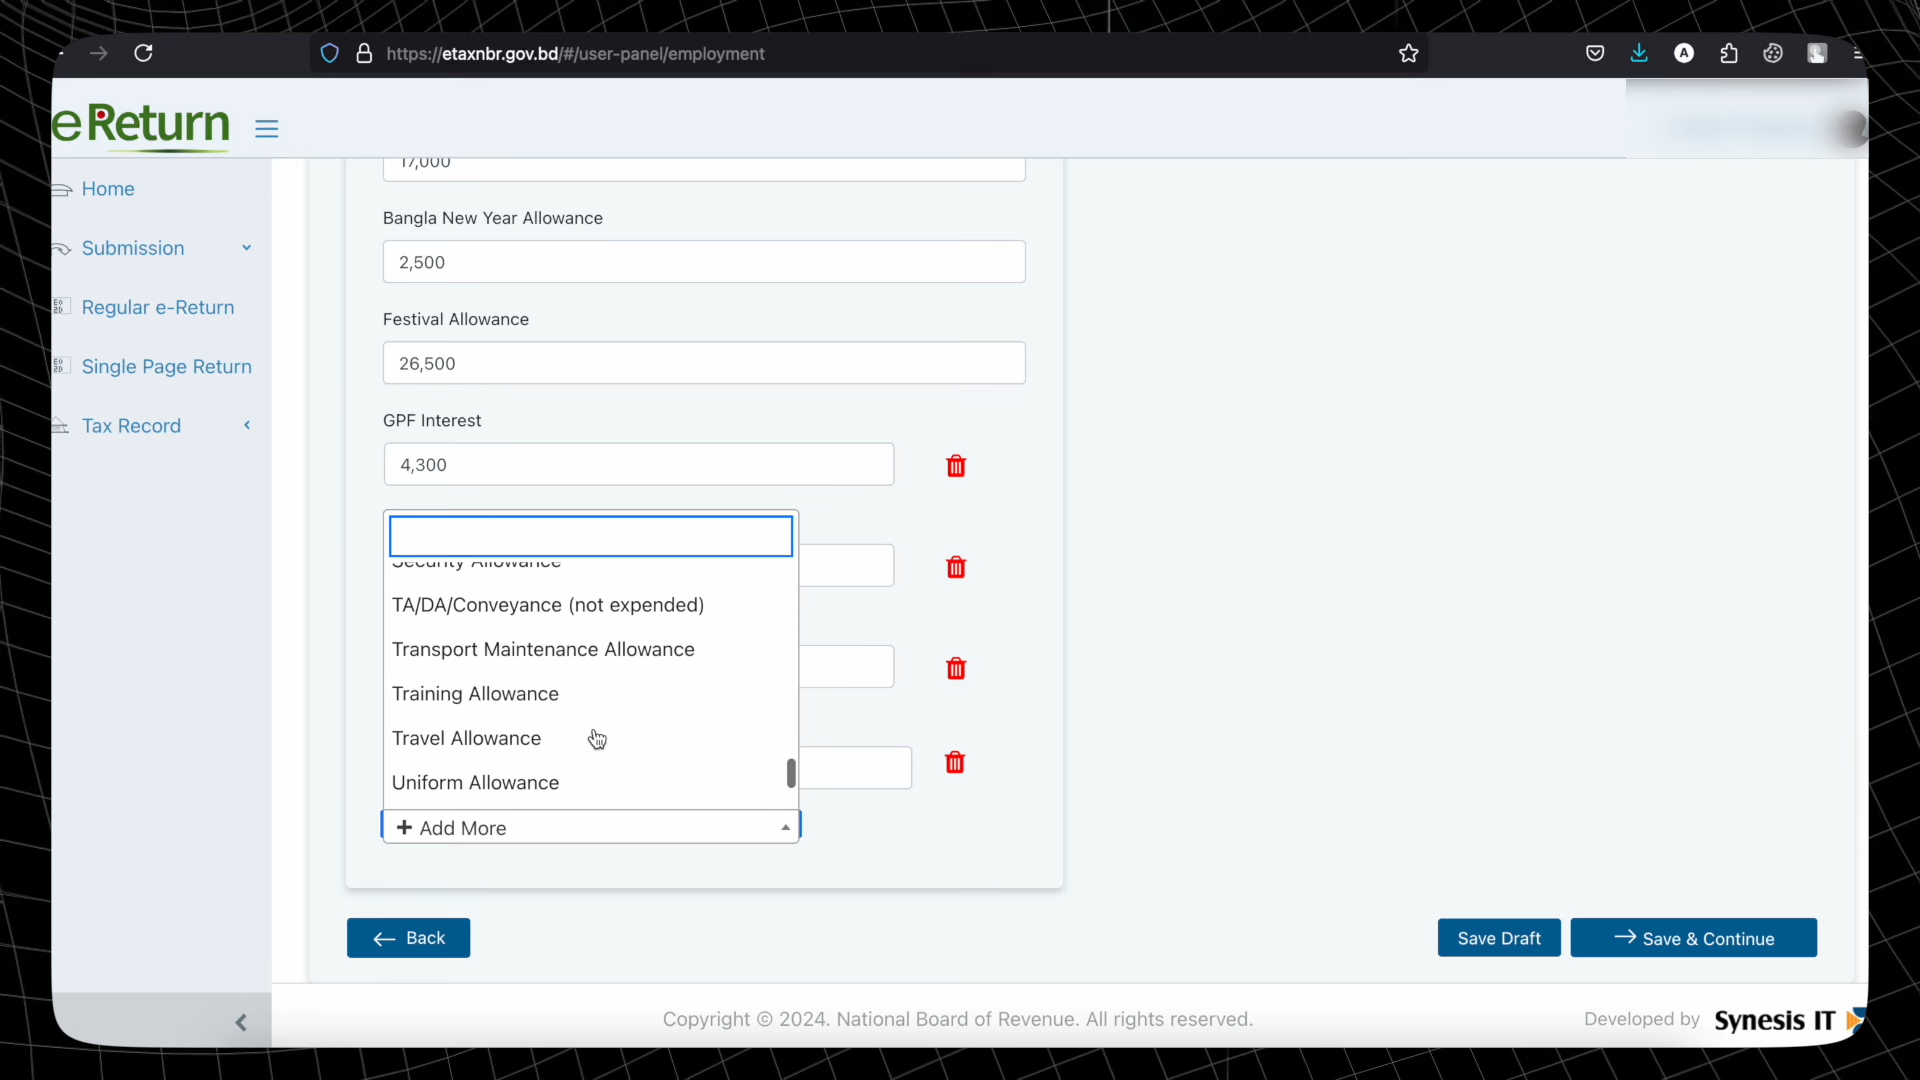 https://etaxnbr.gov.bd/#/user-panel/employment
A
eReturn
Home
Submission
Regular e-Return
Single Page Return
Tax Record
17,000
Bangla New Year Allowance
2,500
Festival Allowance
26,500
GPF Interest
4,300
Security Allowance
TA/DA/Conveyance (not expended)
Transport Maintenance Allowance
Training Allowance
Travel Allowance
Uniform Allowance
Add More
Back
Save Draft
Save & Continue
Copyright © 2024. National Board of Revenue. All rights reserved.
Developed by Synesis IT